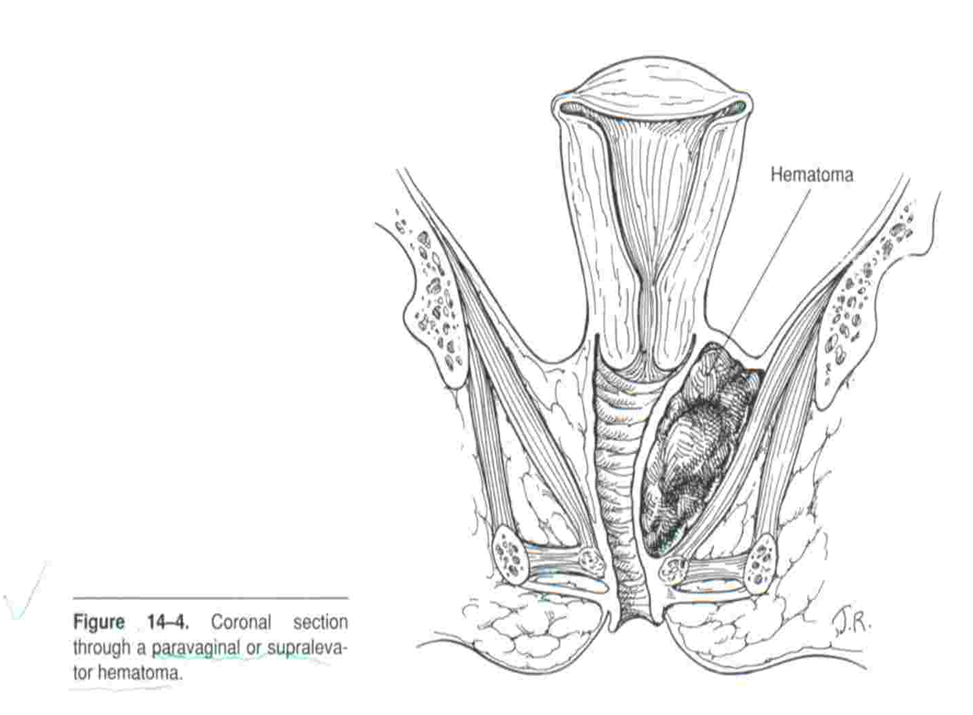 Hematoma
Figure 14–4. Coronal section
through a paravaginal or supraleva-
tor hematoma.
J.R.